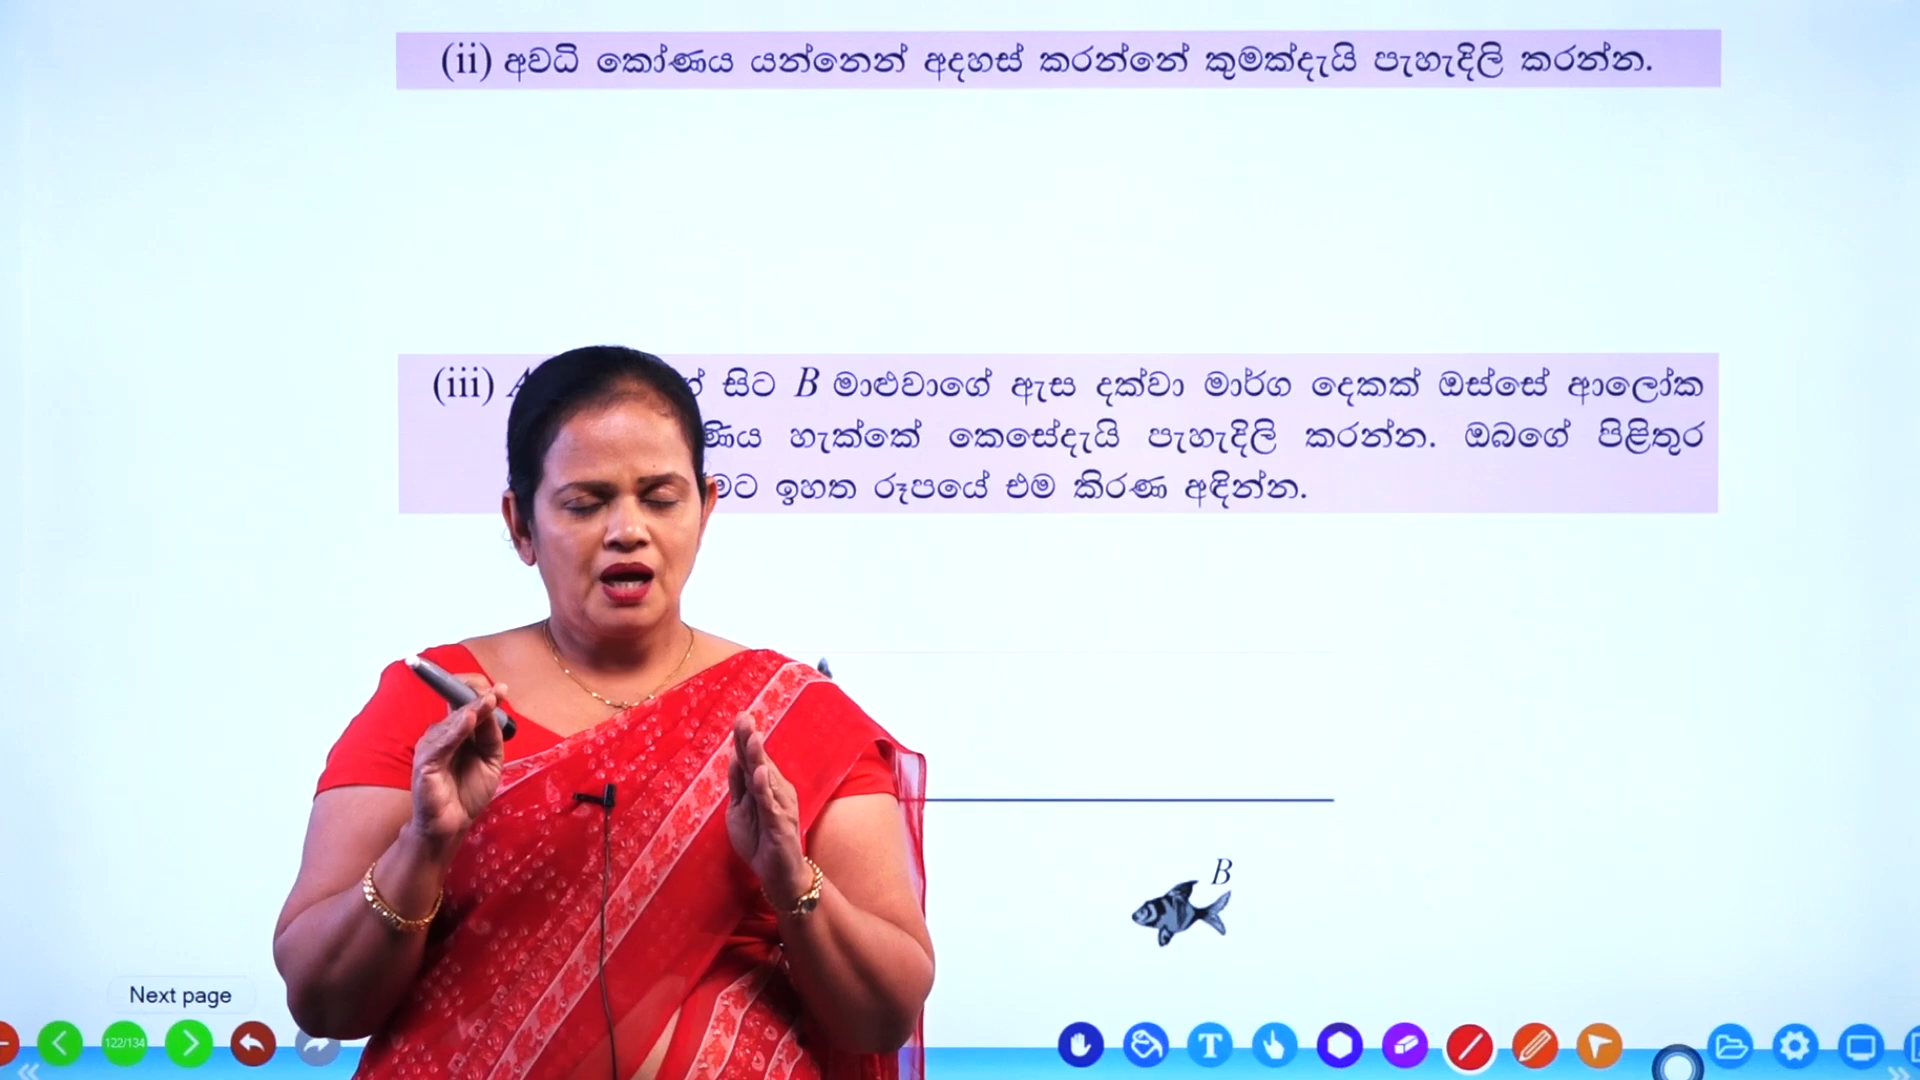 (ii) අවධි කෝණය යන්නෙන් අදහස් කරන්නේ කුමක්දැයි පැහැදිලි කරන්න.
(iii) සිට B මාළුවාගේ ඇස දක්වා මාර්ග දෙකක් ඔස්සේ ආලෝක
හැක්කේ කෙසේදැයි පැහැදිලි කරන්න. ඔබගේ පිළිතුර
ඉහත රූපයේ එම කිරණ අඳින්න.
B
Next page
122/134
T